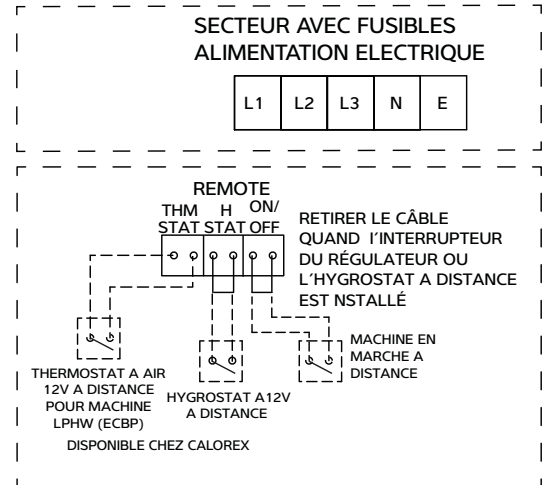 SECTEUR AVEC FUSIBLES
ALIMENTATION ELECTRIQUE
L1 L2 L3 N E
REMOTE
THM H ON/
STAT STAT OFF
RETIRER LE CÂBLE
QUAND I'INTERRUPTEUR
DU RÉGULATEUR OU
L'HYGROSTAT A DISTANCE
EST NSTALLÉ
MACHINE EN
MARCHE A
DISTANCE
THERMOSTAT A AIR
12V A DISTANCE
POUR MACHINE
LPHW (ECBP)
HYGROSTAT A12V
A DISTANCE
DISPONIBLE CHEZ CALOREX